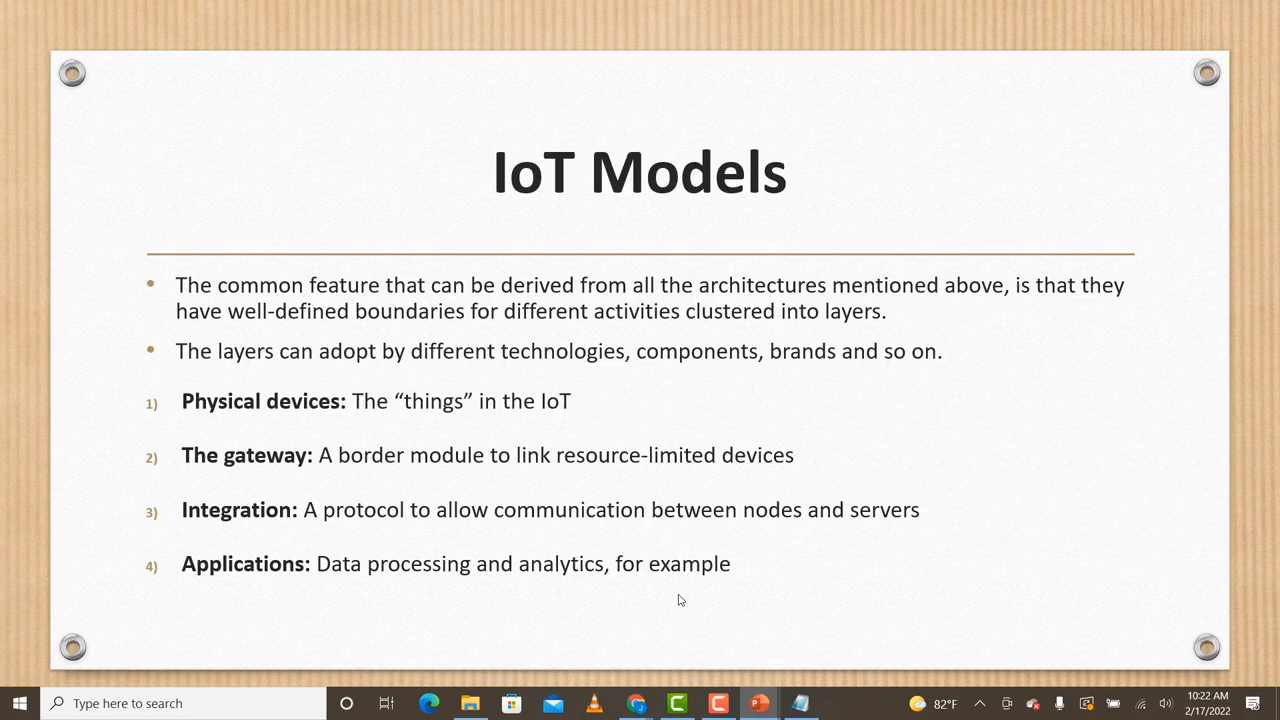 IoT Models
• The common feature that can be derived from all the architectures mentioned above, is that they
have well-defined boundaries for different activities clustered into layers.
• The layers can adopt by different technologies, components, brands and so on.
1) Physical devices: The “things” in the IoT
2) The gateway: A border module to link resource-limited devices
3) Integration: A protocol to allow communication between nodes and servers
4) Applications: Data processing and analytics, for example
Type here to search
82°F
10:22 AM
2/17/2022